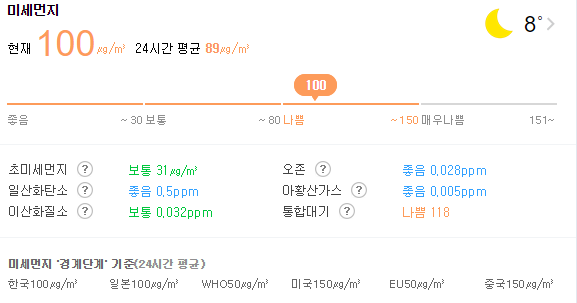 미세먼지
현재 100㎍/㎥ 24시간 평균 89㎍/㎥
8°
100
좋음 ~ 30 보통 ~ 80 나쁨 ~ 150 매우나쁨 151~
초미세먼지 ? 보통 31㎍/㎥ 오존 ? 좋음 0.028ppm
일산화탄소 ? 좋음 0.5ppm 아황산가스 ? 좋음 0.005ppm
이산화질소 ? 보통 0.032ppm 통합대기 ? 나쁨 118
미세먼지 '경계단계' 기준(24시간 평균)
한국100㎍/㎥ 일본100㎍/㎥ WHO50㎍/㎥ 미국150㎍/㎥ EU50㎍/㎥ 중국150㎍/㎥